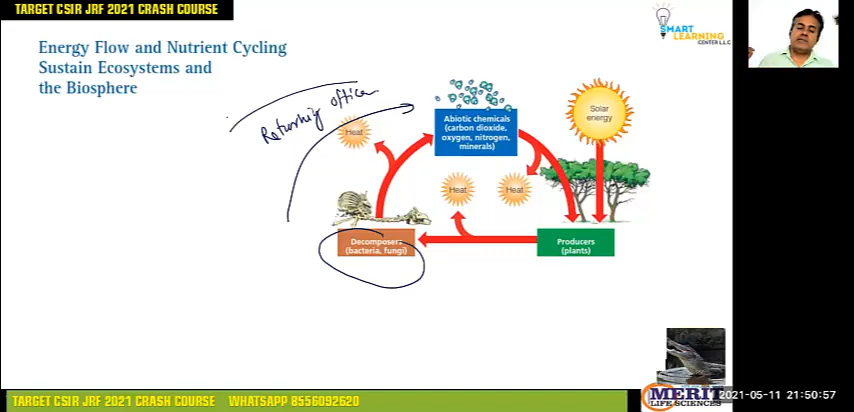 TARGET CSIR JRF 2021 CRASH COURSE
SMART
LEARNING
CENTER L.L.C
Energy Flow and Nutrient Cycling
Sustain Ecosystems and
the Biosphere
Returning officer
Heat
Abiotic chemicals
(carbon dioxide,
oxygen, nitrogen,
minerals)
Solar
energy
Heat
Heat
Decomposers
(bacteria, fungi)
Producers
(plants)
TARGET CSIR JRF 2021 CRASH COURSE WHATSAPP 8556092620
MERIT
LIFE SCIENCES
2021-05-11 21:50:57